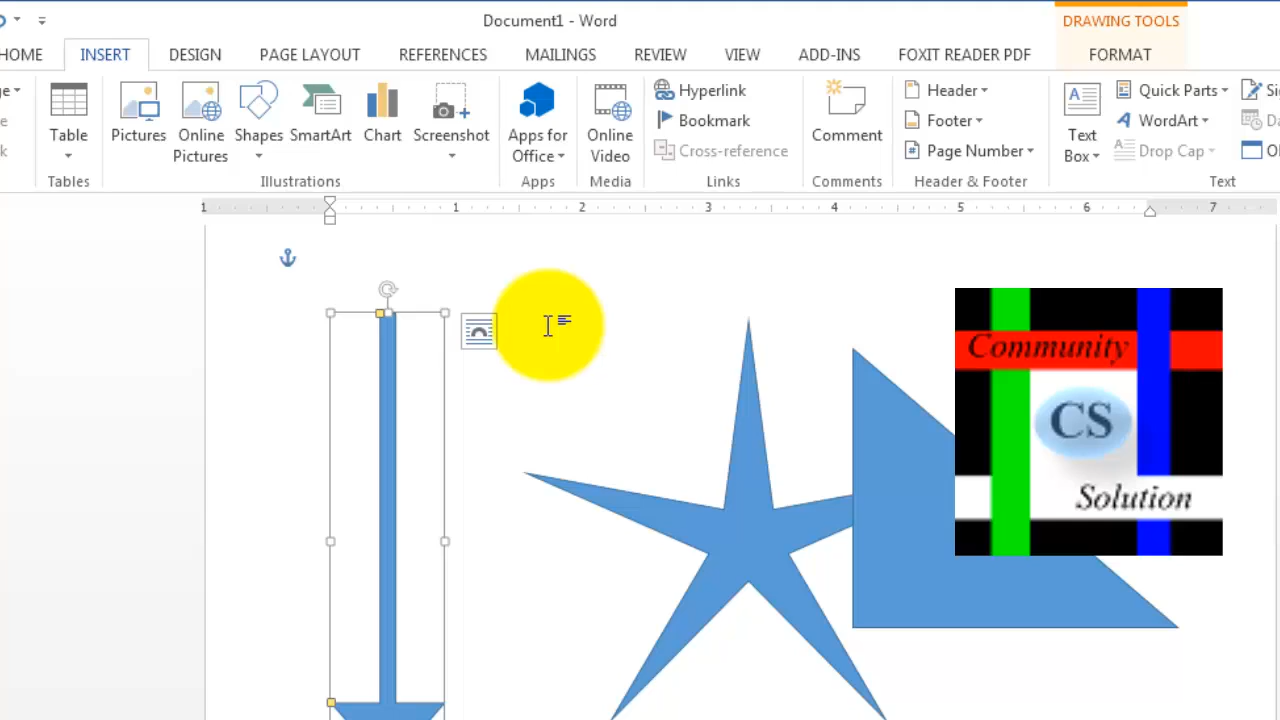 Document1 - Word
DRAWING TOOLS
HOME INSERT DESIGN PAGE LAYOUT REFERENCES MAILINGS REVIEW VIEW ADD-INS FOXIT READER PDF FORMAT
Table
Pictures
Online
Pictures
Shapes
SmartArt
Chart
Screenshot
Apps for
Office
Online
Video
Hyperlink
Bookmark
Cross-reference
Comment
Header
Footer
Page Number
Text
Box
Quick Parts
WordArt
Drop Cap
Tables Illustrations Apps Media Links Comments Header & Footer Text
1 1 2 3 4 5 6 7
Community
CS
Solution